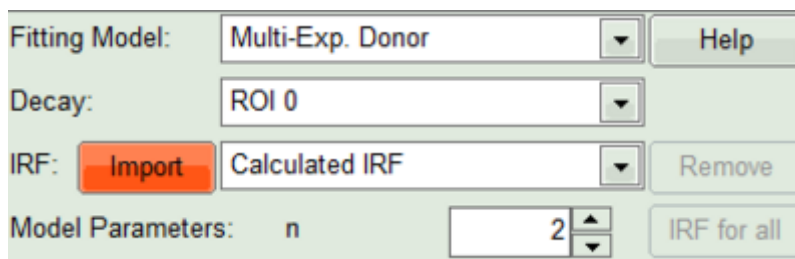 Fitting Model: Multi-Exp. Donor Help
Decay: ROI 0
IRF: Import Calculated IRF Remove
Model Parameters: n 2 IRF for all